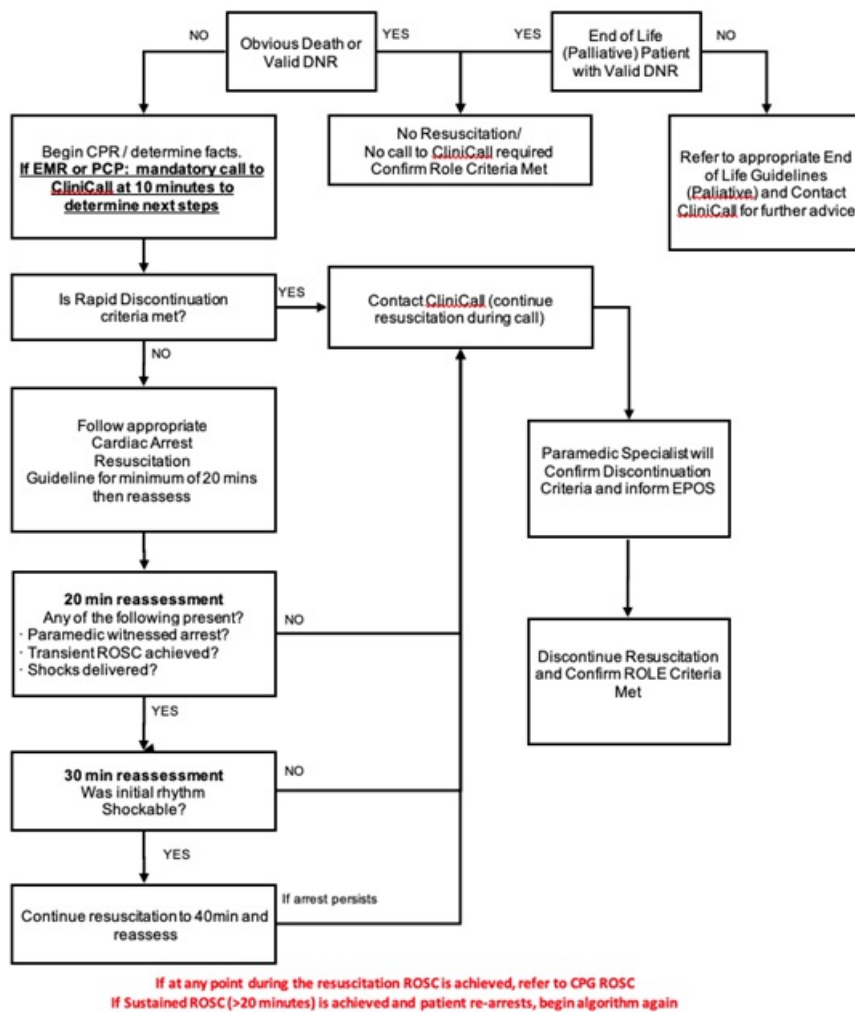 NO
Obvious Death or
Valid DNR
YES
YES
End of Life
(Palliative) Patient
with Valid DNR
NO
Begin CPR / determine facts.
If EMR or PCP: mandatory call to
CliniCall at 10 minutes to
determine next steps
No Resuscitation/
No call to CliniCall required
Confirm Role Criteria Met
Refer to appropriate End
of Life Guidelines
(Paliative) and Contact
CliniCall for further advice
Is Rapid Discontinuation
criteria met?
YES
Contact CliniCall (continue
resuscitation during call)
NO
Follow appropriate
Cardiac Arrest
Resuscitation
Guideline for minimum of 20 mins
then reassess
Paramedic Specialist will
Confirm Discontinuation
Criteria and inform EPOS
20 min reassessment
Any of the following present?
· Paramedic witnessed arrest?
· Transient ROSC achieved?
· Shocks delivered?
NO
Discontinue Resuscitation
and Confirm ROLE Criteria
Met
YES
30 min reassessment
Was initial rhythm
Shockable?
NO
YES
Continue resuscitation to 40min and
reassess
If arrest persists
If at any point during the resuscitation ROSC is achieved, refer to CPG ROSC
If Sustained ROSC (>20 minutes) is achieved and patient re-arrests, begin algorithm again